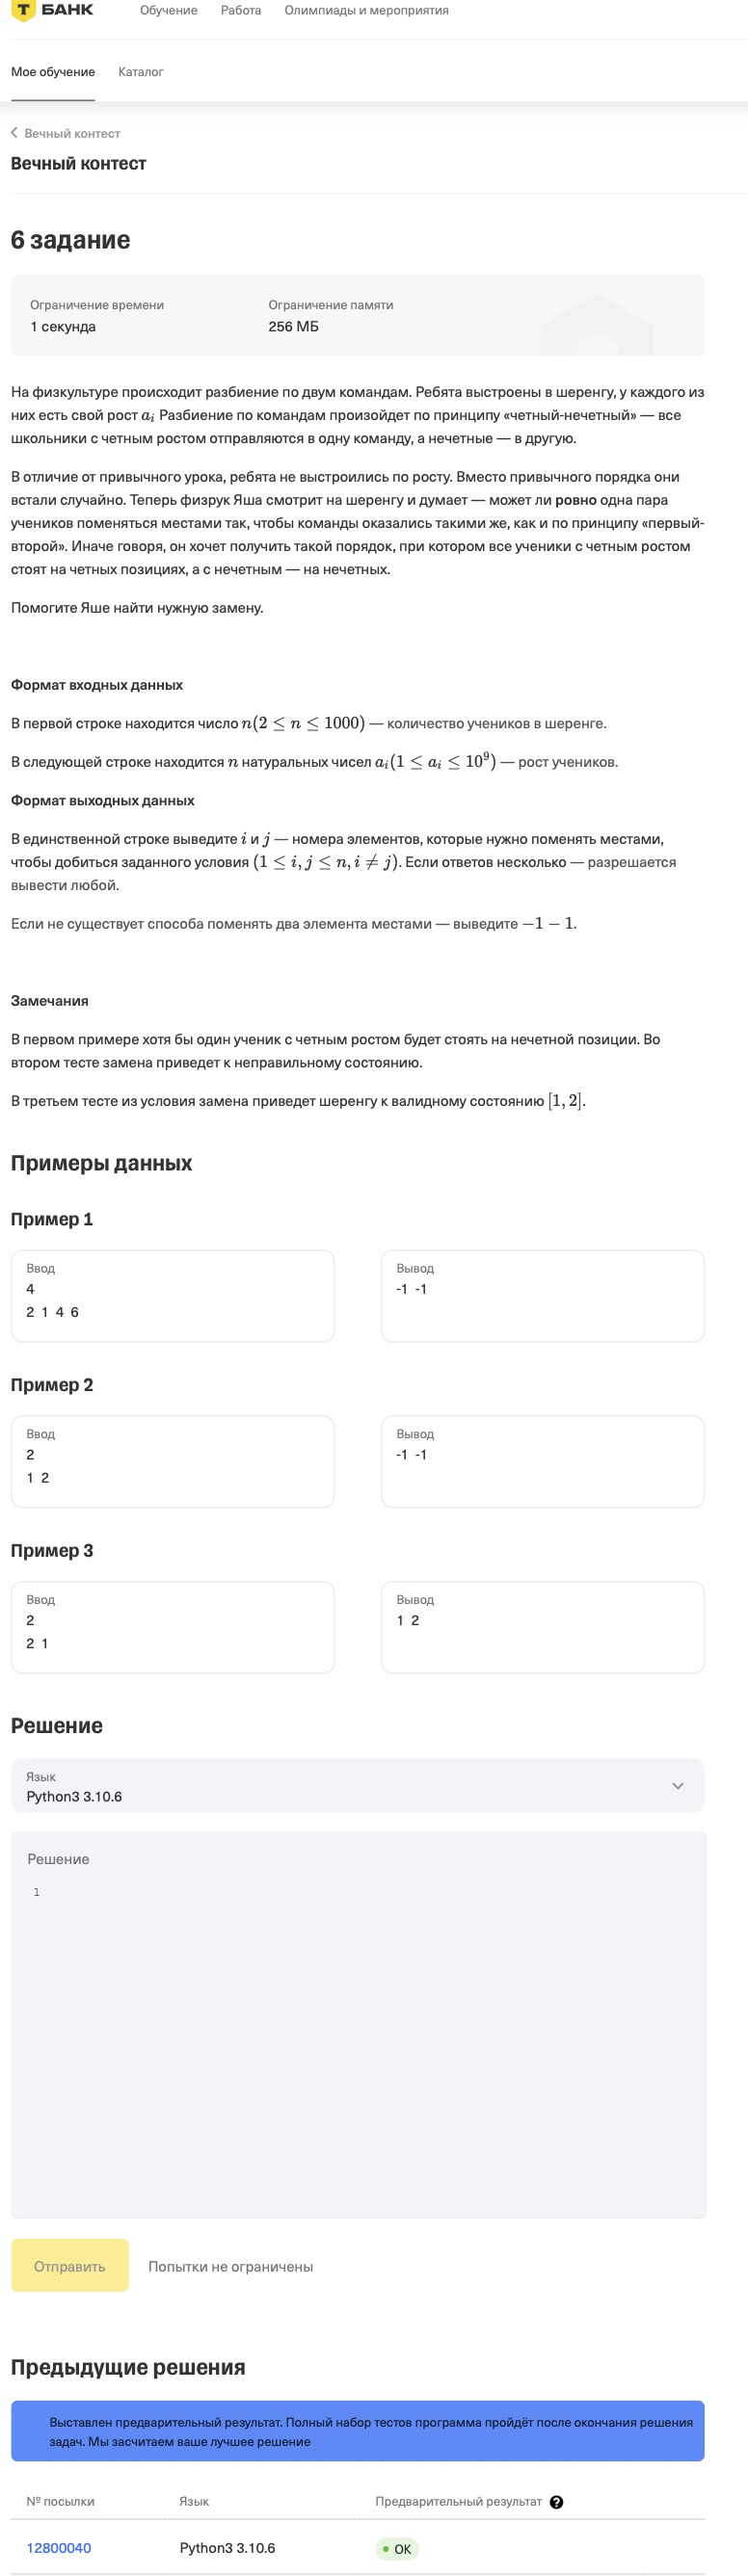 Т БАНК Обучение Работа Олимпиады и мероприятия
Мое обучение Каталог
Вечный контест
Вечный контест
6 задание
Ограничение времени Ограничение памяти
1 секунда 256 МБ
На физкультуре происходит разбиение по двум командам. Ребята выстроены в шеренгу, у каждого из
них есть свой рост aᵢ Разбиение по командам произойдет по принципу «четный-нечетный» — все
школьники с четным ростом отправляются в одну команду, а нечетные — в другую.
В отличие от привычного урока, ребята не выстроились по росту. Вместо привычного порядка они
встали случайно. Теперь физрук Яша смотрит на шеренгу и думает — может ли ровно одна пара
учеников поменяться местами так, чтобы команды оказались такими же, как и по принципу «первый-
второй». Иначе говоря, он хочет получить такой порядок, при котором все ученики с четным ростом
стоят на четных позициях, а с нечетным — на нечетных.
Помогите Яше найти нужную замену.
Формат входных данных
В первой строке находится число n(2 ≤ n ≤ 1000) — количество учеников в шеренге.
В следующей строке находится n натуральных чисел aᵢ(1 ≤ aᵢ ≤ 10⁹) — рост учеников.
Формат выходных данных
В единственной строке выведите i и j — номера элементов, которые нужно поменять местами,
чтобы добиться заданного условия (1 ≤ i, j ≤ n, i ≠ j). Если ответов несколько — разрешается
вывести любой.
Если не существует способа поменять два элемента местами — выведите −1 − 1.
Замечания
В первом примере хотя бы один ученик с четным ростом будет стоять на нечетной позиции. Во
втором тесте замена приведет к неправильному состоянию.
В третьем тесте из условия замена приведет шеренгу к валидному состоянию [1, 2].
Примеры данных
Пример 1
Ввод Вывод
4 -1 -1
2 1 4 6
Пример 2
Ввод Вывод
2 -1 -1
1 2
Пример 3
Ввод Вывод
2 1 2
2 1
Решение
Язык
Python3 3.10.6
Решение
1
Отправить Попытки не ограничены
Предыдущие решения
Выставлен предварительный результат. Полный набор тестов программа пройдёт после окончания решения
задач. Мы засчитаем ваше лучшее решение
№ посылки Язык Предварительный результат ?
12800040 Python3 3.10.6 OK